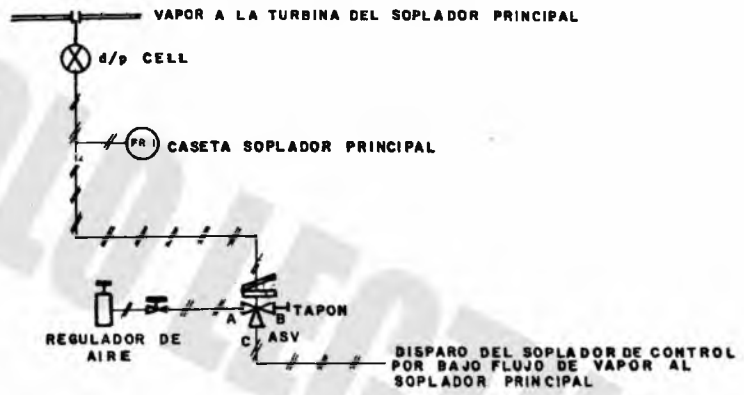 VAPOR A LA TURBINA DEL SOPLADOR PRINCIPAL
d/p CELL
FR I
CASETA SOPLADOR PRINCIPAL
A
B
TAPON
REGULADOR DE
AIRE
C
ASV
DISPARO DEL SOPLADOR DE CONTROL
POR BAJO FLUJO DE VAPOR AL
SOPLADOR PRINCIPAL